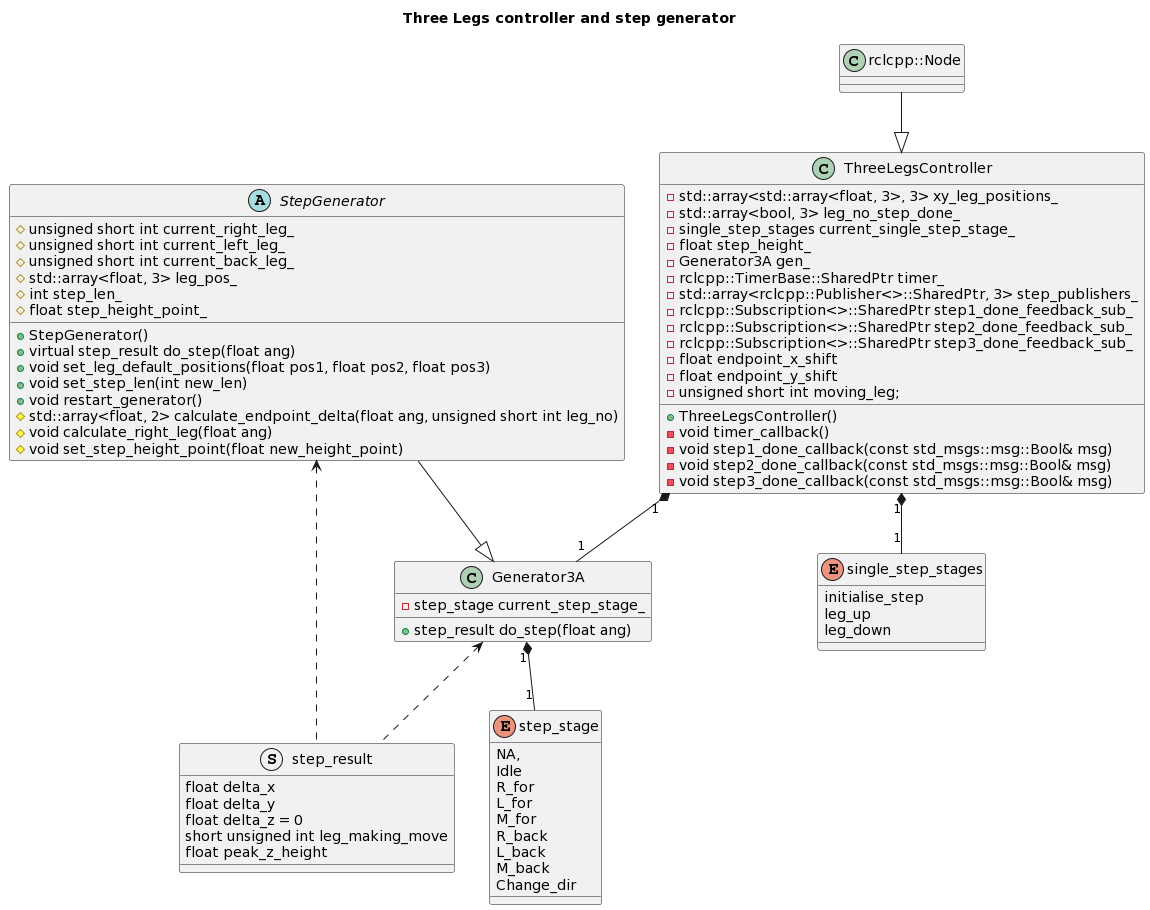 Three Legs controller and step generator
C rclcpp::Node
C ThreeLegsController
std::array<std::array<float, 3>, 3> xy_leg_positions_
std::array<bool, 3> leg_no_step_done_
single_step_stages current_single_step_stage_
float step_height_
Generator3A gen_
rclcpp::TimerBase::SharedPtr timer_
std::array<rclcpp::Publisher<>::SharedPtr, 3> step_publishers_
rclcpp::Subscription<>::SharedPtr step1_done_feedback_sub_
rclcpp::Subscription<>::SharedPtr step2_done_feedback_sub_
rclcpp::Subscription<>::SharedPtr step3_done_feedback_sub_
float endpoint_x_shift
float endpoint_y_shift
unsigned short int moving_leg;
ThreeLegsController()
void timer_callback()
void step1_done_callback(const std_msgs::msg::Bool& msg)
void step2_done_callback(const std_msgs::msg::Bool& msg)
void step3_done_callback(const std_msgs::msg::Bool& msg)
A StepGenerator
unsigned short int current_right_leg_
unsigned short int current_left_leg_
unsigned short int current_back_leg_
std::array<float, 3> leg_pos_
int step_len_
float step_height_point_
StepGenerator()
virtual step_result do_step(float ang)
void set_leg_default_positions(float pos1, float pos2, float pos3)
void set_step_len(int new_len)
void restart_generator()
std::array<float, 2> calculate_endpoint_delta(float ang, unsigned short int leg_no)
void calculate_right_leg(float ang)
void set_step_height_point(float new_height_point)
1
1
1
1
C Generator3A
step_stage current_step_stage_
step_result do_step(float ang)
E single_step_stages
initialise_step
leg_up
leg_down
1
1
S step_result
float delta_x
float delta_y
float delta_z = 0
short unsigned int leg_making_move
float peak_z_height
E step_stage
NA,
Idle
R_for
L_for
M_for
R_back
L_back
M_back
Change_dir